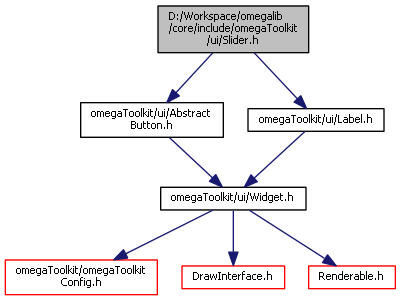 D:/Workspace/omegalib
/core/include/omegaToolkit
/ui/Slider.h
omegaToolkit/ui/Abstract
Button.h
omegaToolkit/ui/Label.h
omegaToolkit/ui/Widget.h
omegaToolkit/omegaToolkit
Config.h
DrawInterface.h
Renderable.h